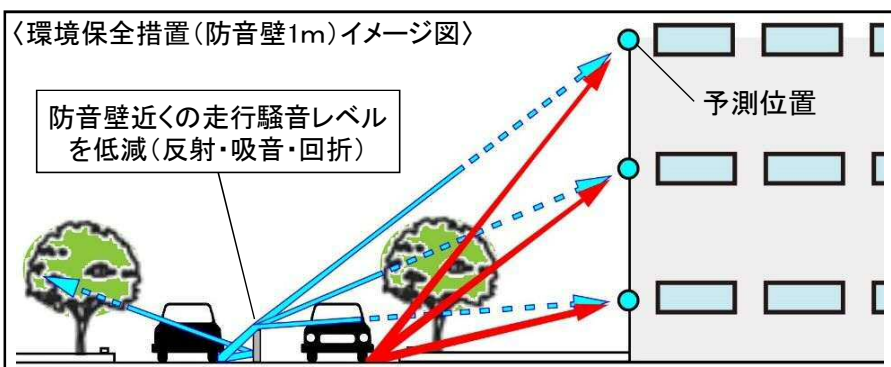 〈環境保全措置(防音壁1m)イメージ図〉
防音壁近くの走行騒音レベル
を低減(反射・吸音・回折)
予測位置